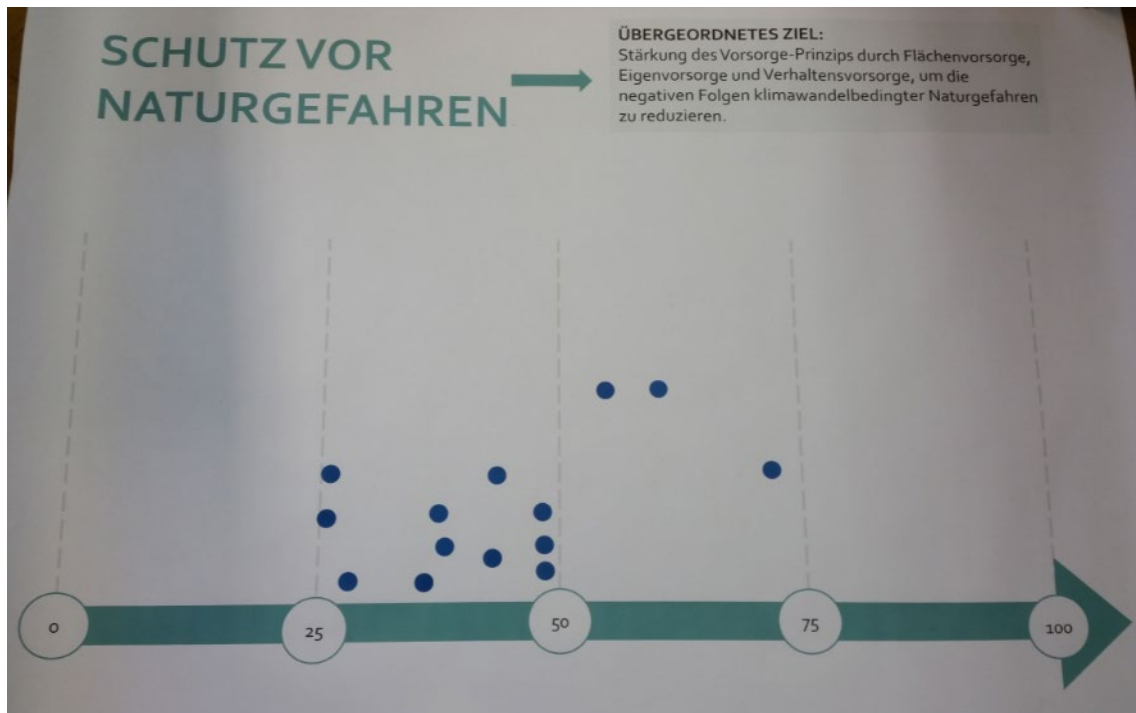 SCHUTZ VOR
NATURGEFAHREN
ÜBERGEORDNETES ZIEL:
Stärkung des Vorsorge-Prinzips durch Flächenvorsorge,
Eigenvorsorge und Verhaltensvorsorge, um die
negativen Folgen klimawandelbedingter Naturgefahren
zu reduzieren.
0 25 50 75 100